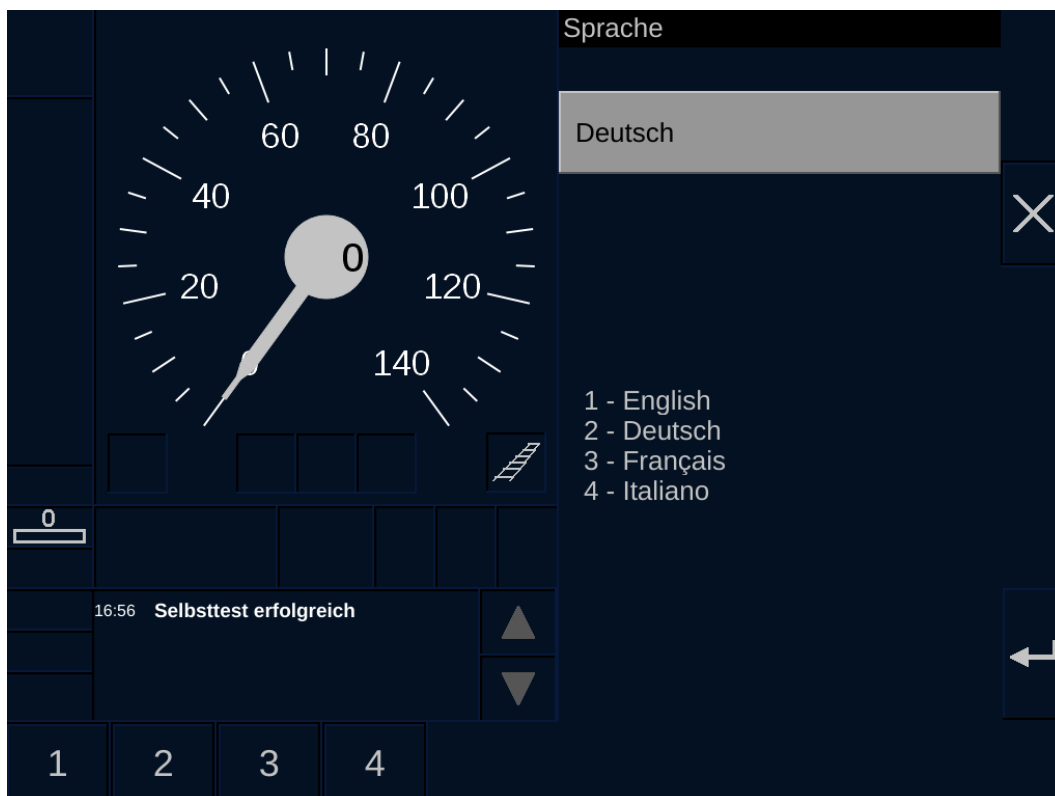 Sprache
Deutsch
60 80
40 100
0
20 120
0 140
1 - English
2 - Deutsch
3 - Français
4 - Italiano
0
16:56 Selbsttest erfolgreich
1 2 3 4